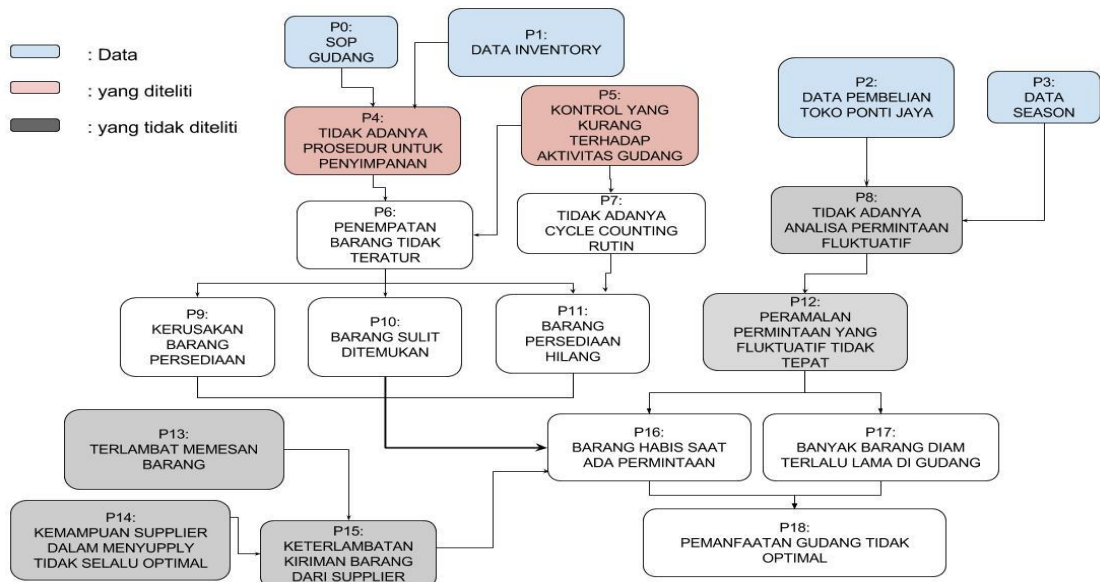 : Data
: yang diteliti
: yang tidak diteliti
P0:
SOP
GUDANG
P1:
DATA INVENTORY
P2:
DATA PEMBELIAN
TOKO PONTI JAYA
P3:
DATA
SEASON
P4:
TIDAK ADANYA
PROSEDUR UNTUK
PENYIMPANAN
P5:
KONTROL YANG
KURANG
TERHADAP
AKTIVITAS GUDANG
P6:
PENEMPATAN
BARANG TIDAK
TERATUR
P7:
TIDAK ADANYA
CYCLE COUNTING
RUTIN
P8:
TIDAK ADANYA
ANALISA PERMINTAAN
FLUKTUATIF
P9:
KERUSAKAN
BARANG
PERSEDIAAN
P10:
BARANG SULIT
DITEMUKAN
P11:
BARANG
PERSEDIAAN
HILANG
P12:
PERAMALAN
PERMINTAAN YANG
FLUKTUATIF TIDAK
TEPAT
P13:
TERLAMBAT MEMESAN
BARANG
P14:
KEMAMPUAN SUPPLIER
DALAM MENYUPPLY
TIDAK SELALU OPTIMAL
P15:
KETERLAMBATAN
KIRIMAN BARANG
DARI SUPPLIER
P16:
BARANG HABIS SAAT
ADA PERMINTAAN
P17:
BANYAK BARANG DIAM
TERLALU LAMA DI GUDANG
P18:
PEMANFAATAN GUDANG TIDAK
OPTIMAL